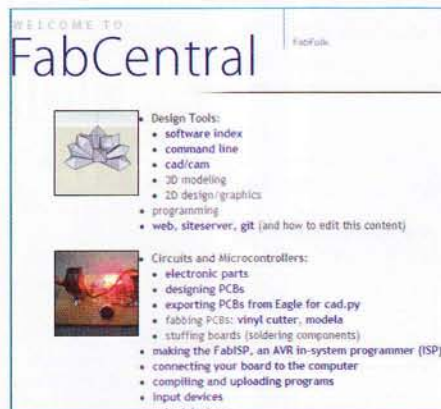 WELCOME TO
FabCentral
FabFolk
Design Tools:
software index
command line
cad/cam
3D modeling
2D design/graphics
programming
web, siteserver, git (and how to edit this content)
Circuits and Microcontrollers:
electronic parts
designing PCBs
exporting PCBs from Eagle for cad.py
fabbing PCBs: vinyl cutter, modela
stuffing boards (soldering components)
making the FabISP, an AVR in-system programmer (ISP)
connecting your board to the computer
compiling and uploading programs
input devices